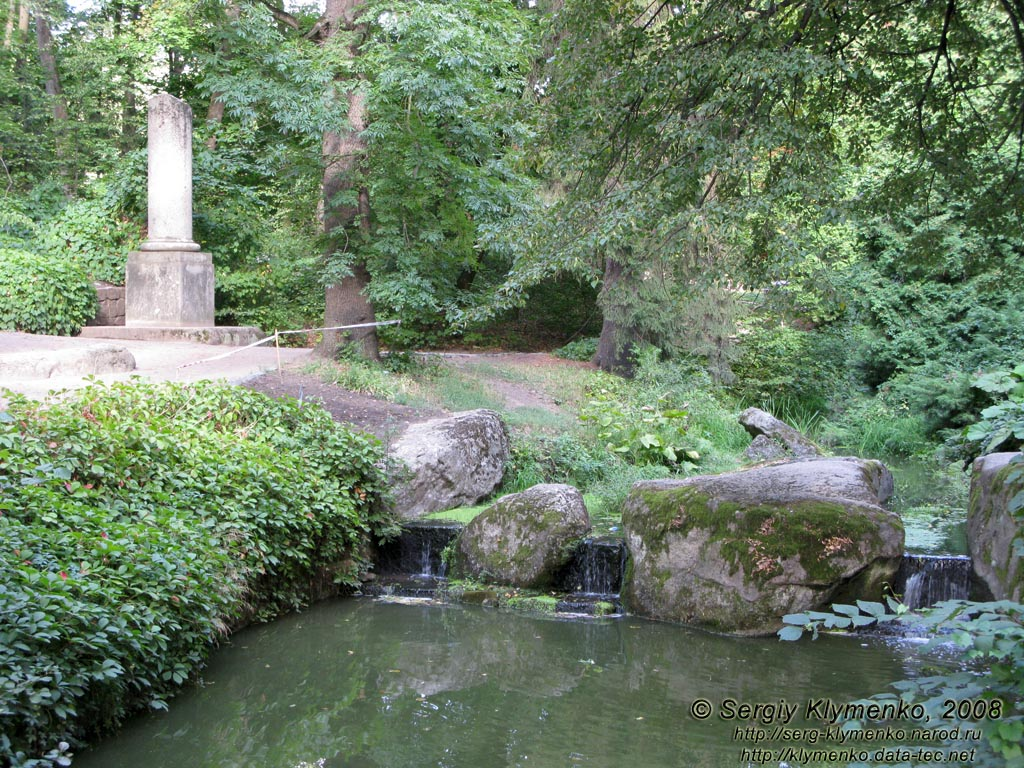 © Sergiy Klymenko, 2008
http://serg-klymenko.narod.ru
http://klymenko.data-tec.net